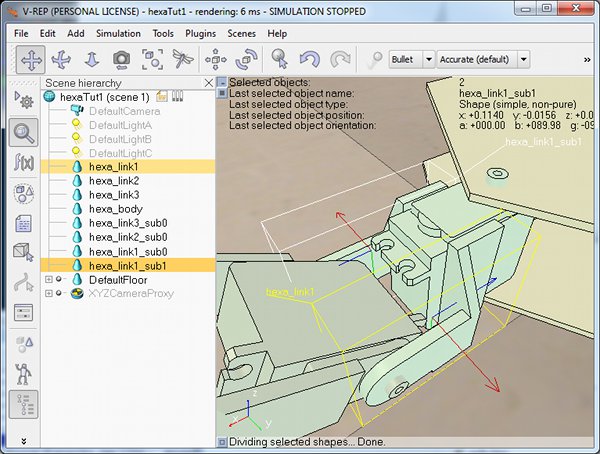 V-REP (PERSONAL LICENSE) - hexaTut1 - rendering: 6 ms - SIMULATION STOPPED
File Edit Add Simulation Tools Plugins Scenes Help
Bullet Accurate (default) »
Scene hierarchy
hexaTut1 (scene 1)
DefaultCamera
DefaultLightA
DefaultLightB
DefaultLightC
hexa_link1
hexa_link2
hexa_link3
hexa_body
hexa_link3_sub0
hexa_link2_sub0
hexa_link1_sub0
hexa_link1_sub1
DefaultFloor
XYZCameraProxy
f(x)
Selected objects: 2
Last selected object name: hexa_link1_sub1
Last selected object type: Shape (simple, non-pure)
Last selected object position: x: +0.1140 y: -0.0156 z: +0.0
Last selected object orientation: a: +000.00 b: +089.98 g: -0
hexa_link1_sub1
hexa_link1
z
x
y
Dividing selected shapes... Done.